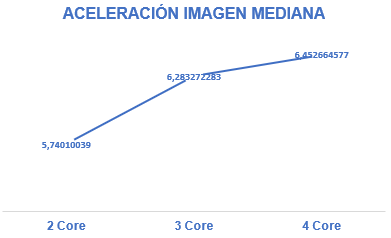 ACELERACIÓN IMAGEN MEDIANA
6,452664577
6,283272283
5,74010039
2 Core 3 Core 4 Core